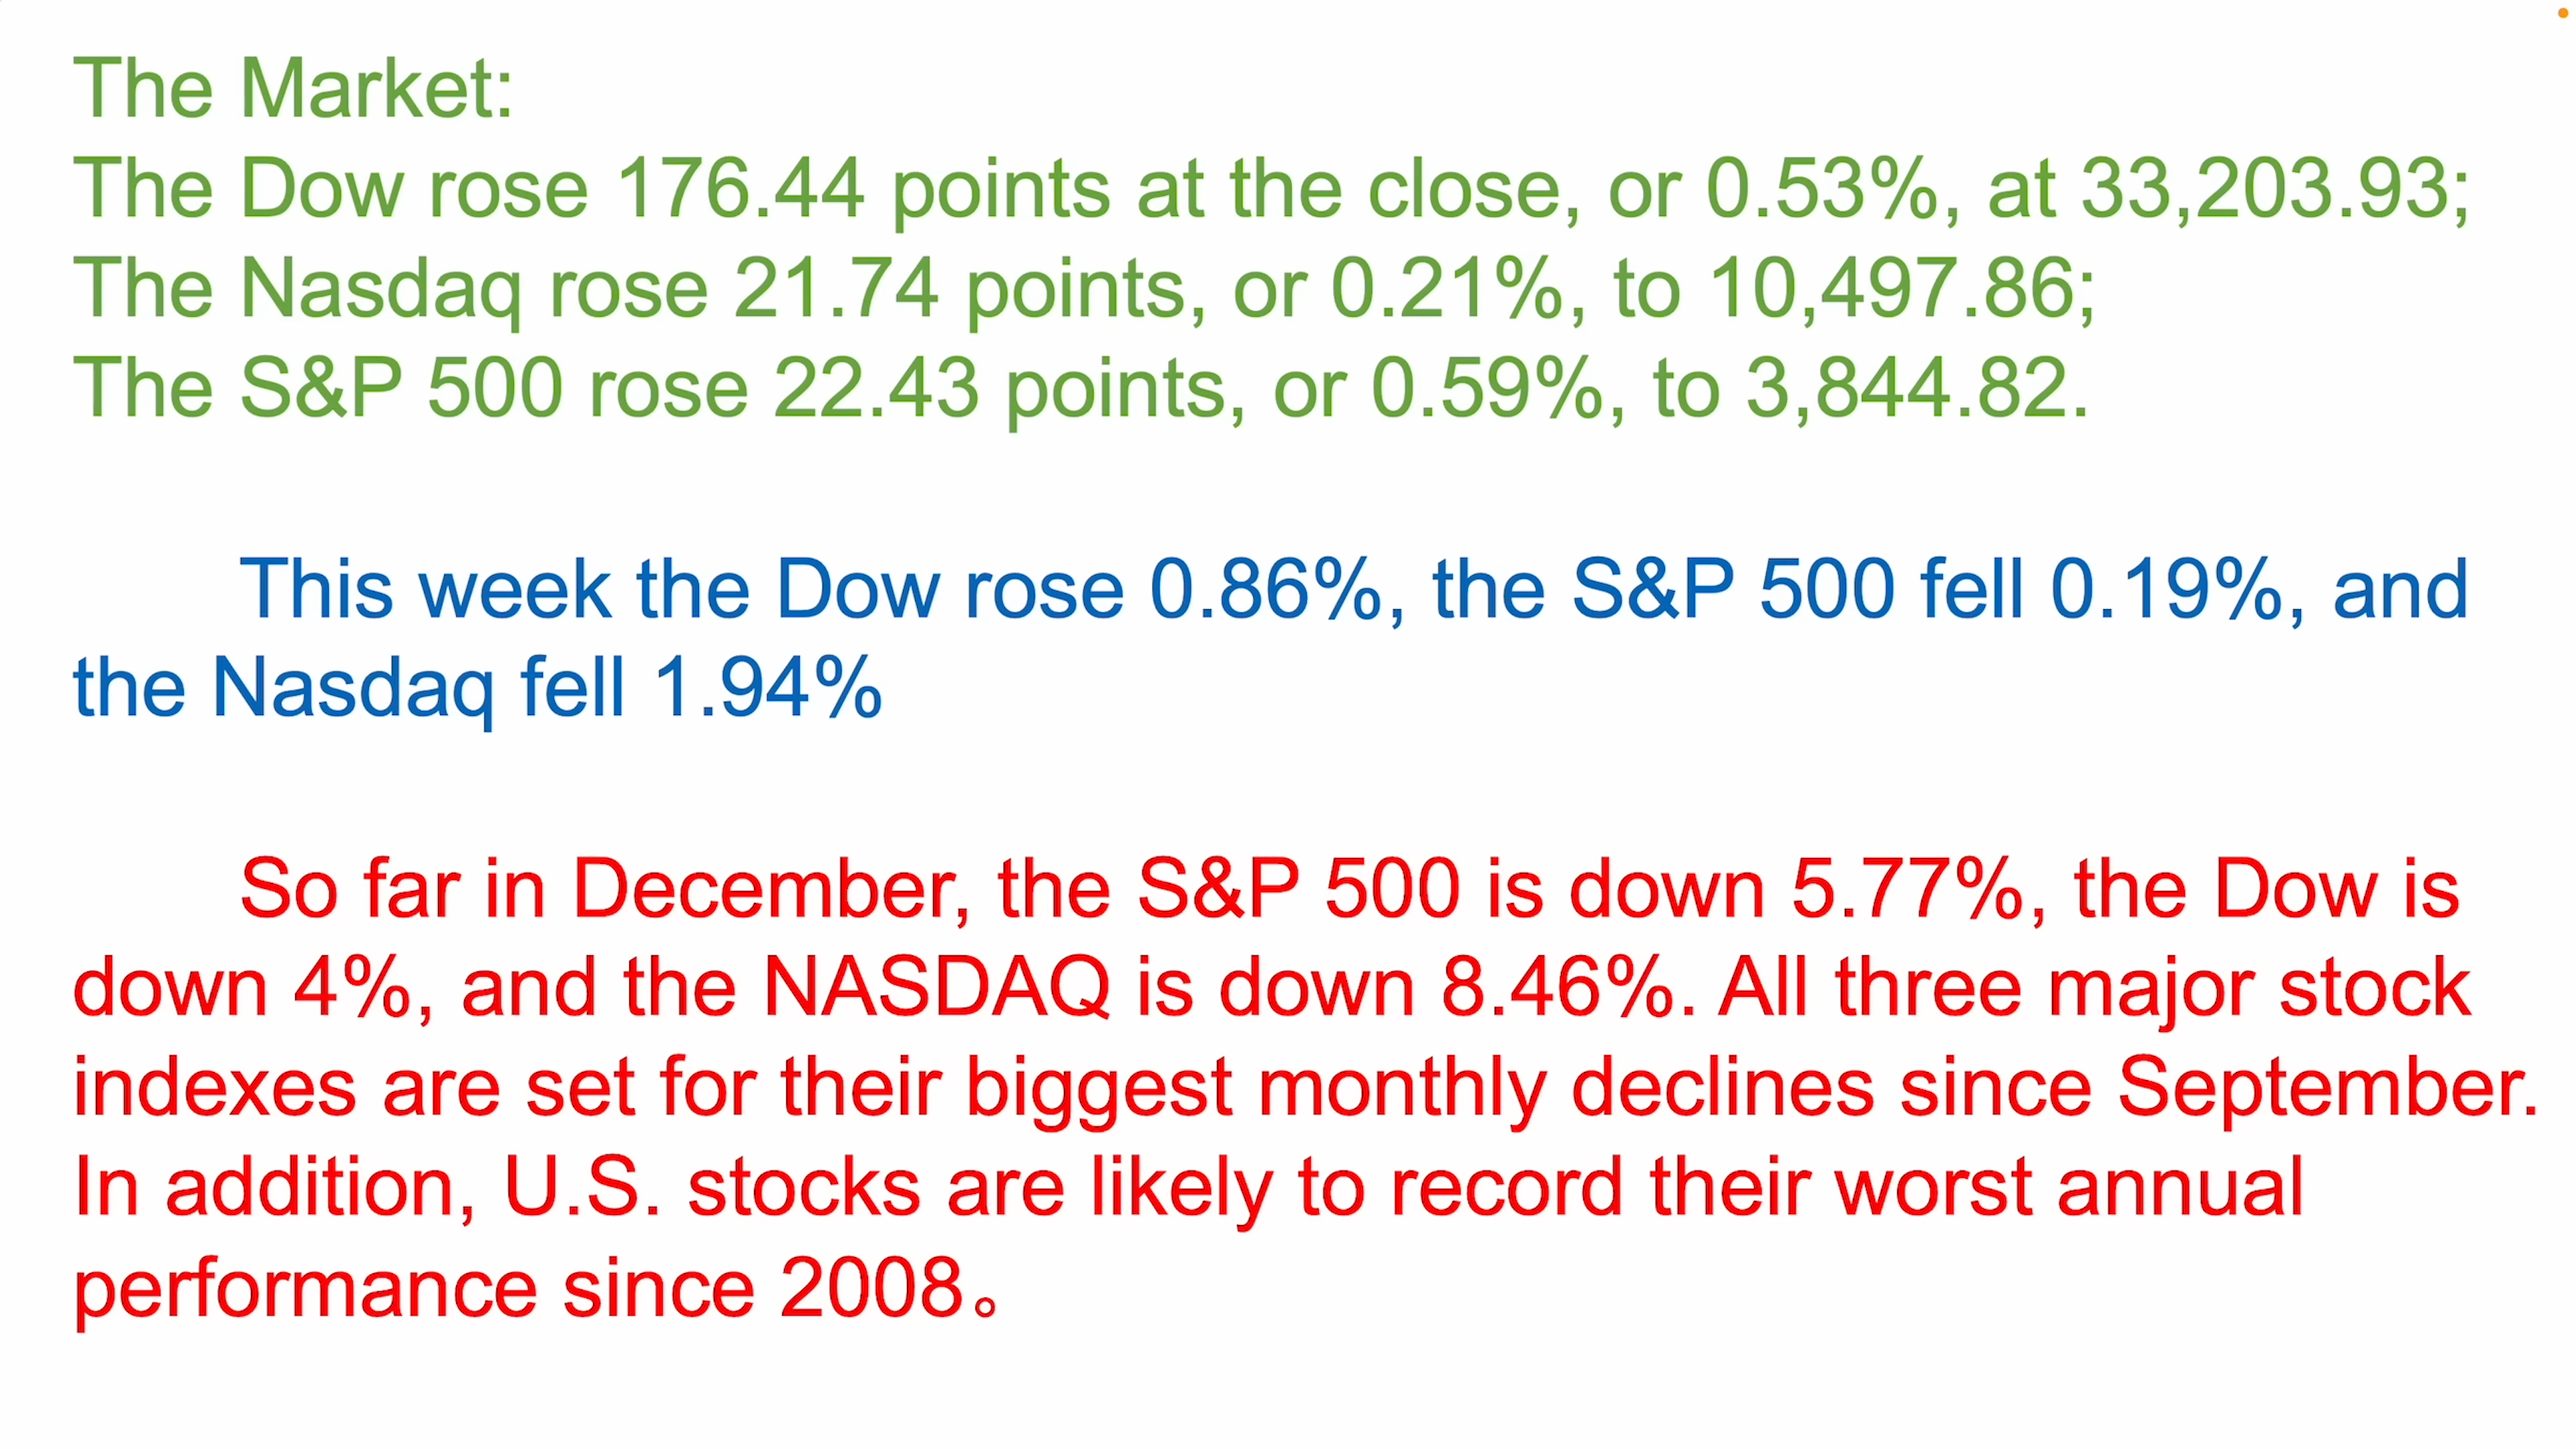 The Market:
The Dow rose 176.44 points at the close, or 0.53%, at 33,203.93;
The Nasdaq rose 21.74 points, or 0.21%, to 10,497.86;
The S&P 500 rose 22.43 points, or 0.59%, to 3,844.82.
This week the Dow rose 0.86%, the S&P 500 fell 0.19%, and
the Nasdaq fell 1.94%
So far in December, the S&P 500 is down 5.77%, the Dow is
down 4%, and the NASDAQ is down 8.46%. All three major stock
indexes are set for their biggest monthly declines since September.
In addition, U.S. stocks are likely to record their worst annual
performance since 2008。